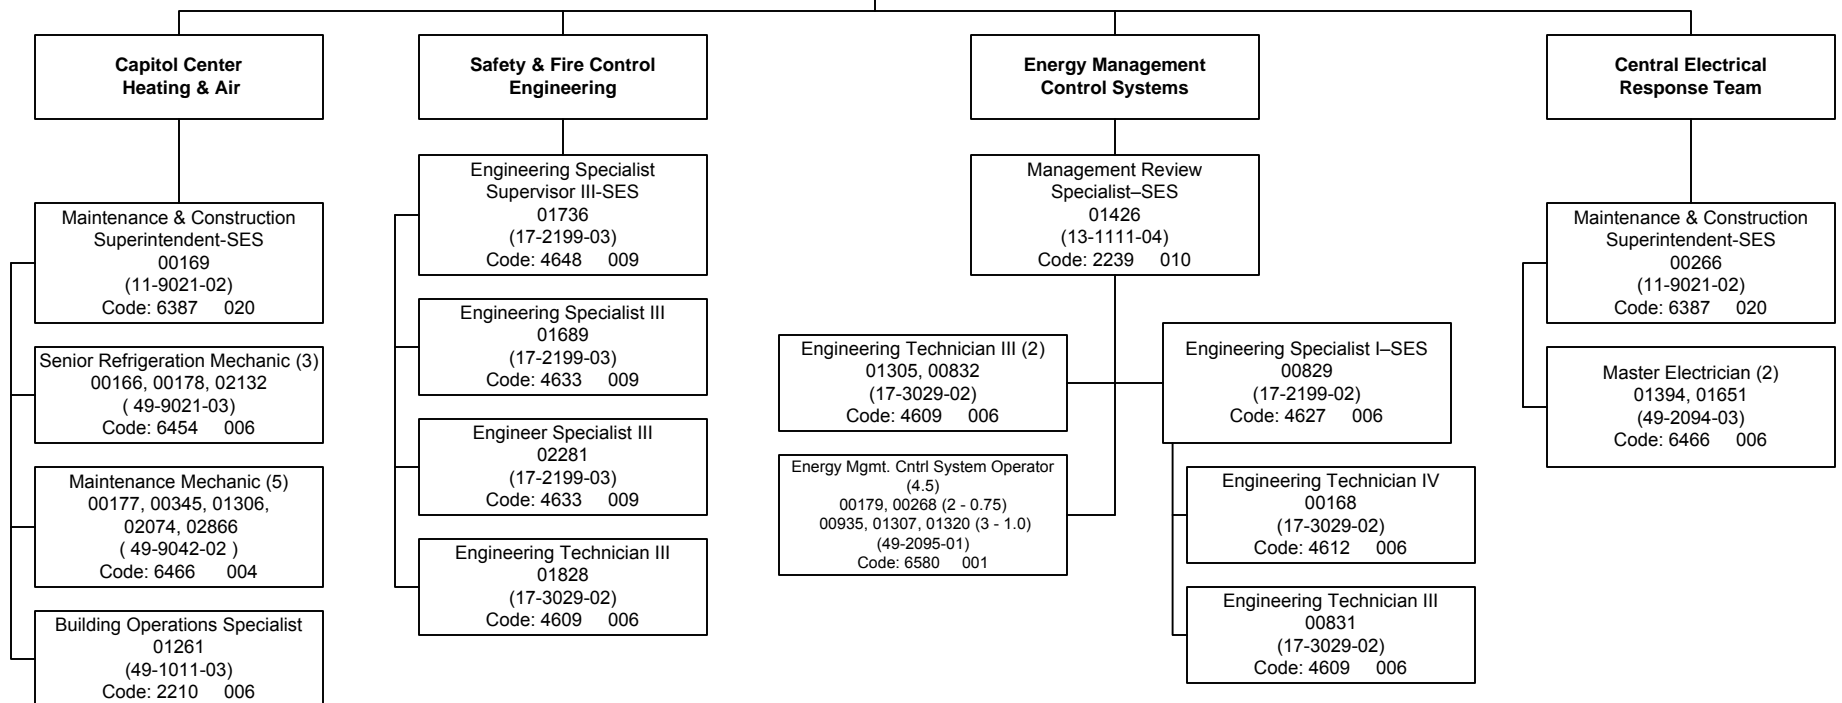 Capitol Center
Heating & Air
Maintenance & Construction
Superintendent-SES
00169
(11-9021-02)
Code: 6387 020
Senior Refrigeration Mechanic (3)
00166, 00178, 02132
( 49-9021-03)
Code: 6454 006
Maintenance Mechanic (5)
00177, 00345, 01306,
02074, 02866
( 49-9042-02 )
Code: 6466 004
Building Operations Specialist
01261
(49-1011-03)
Code: 2210 006
Safety & Fire Control
Engineering
Engineering Specialist
Supervisor III-SES
01736
(17-2199-03)
Code: 4648 009
Engineering Specialist III
01689
(17-2199-03)
Code: 4633 009
Engineer Specialist III
02281
(17-2199-03)
Code: 4633 009
Engineering Technician III
01828
(17-3029-02)
Code: 4609 006
Energy Management
Control Systems
Management Review
Specialist–SES
01426
(13-1111-04)
Code: 2239 010
Engineering Technician III (2)
01305, 00832
(17-3029-02)
Code: 4609 006
Energy Mgmt. Cntrl System Operator
(4.5)
00179, 00268 (2 - 0.75)
00935, 01307, 01320 (3 - 1.0)
(49-2095-01)
Code: 6580 001
Engineering Specialist I–SES
00829
(17-2199-02)
Code: 4627 006
Engineering Technician IV
00168
(17-3029-02)
Code: 4612 006
Engineering Technician III
00831
(17-3029-02)
Code: 4609 006
Central Electrical
Response Team
Maintenance & Construction
Superintendent-SES
00266
(11-9021-02)
Code: 6387 020
Master Electrician (2)
01394, 01651
(49-2094-03)
Code: 6466 006